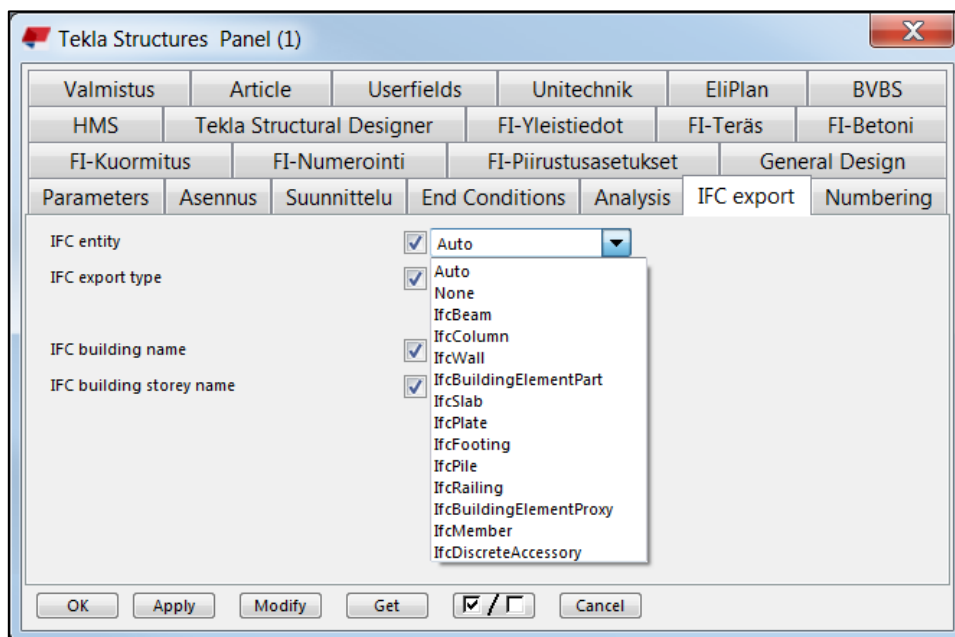 Tekla Structures Panel (1)
X
Valmistus Article Userfields Unitechnik EliPlan BVBS
HMS Tekla Structural Designer FI-Yleistiedot FI-Teräs FI-Betoni
FI-Kuormitus FI-Numerointi FI-Piirustusasetukset General Design
Parameters Asennus Suunnittelu End Conditions Analysis IFC export Numbering
IFC entity Auto
IFC export type
IFC building name
IFC building storey name
Auto
None
IfcBeam
IfcColumn
IfcWall
IfcBuildingElementPart
IfcSlab
IfcPlate
IfcFooting
IfcPile
IfcRailing
IfcBuildingElementProxy
IfcMember
IfcDiscreteAccessory
OK Apply Modify Get / Cancel